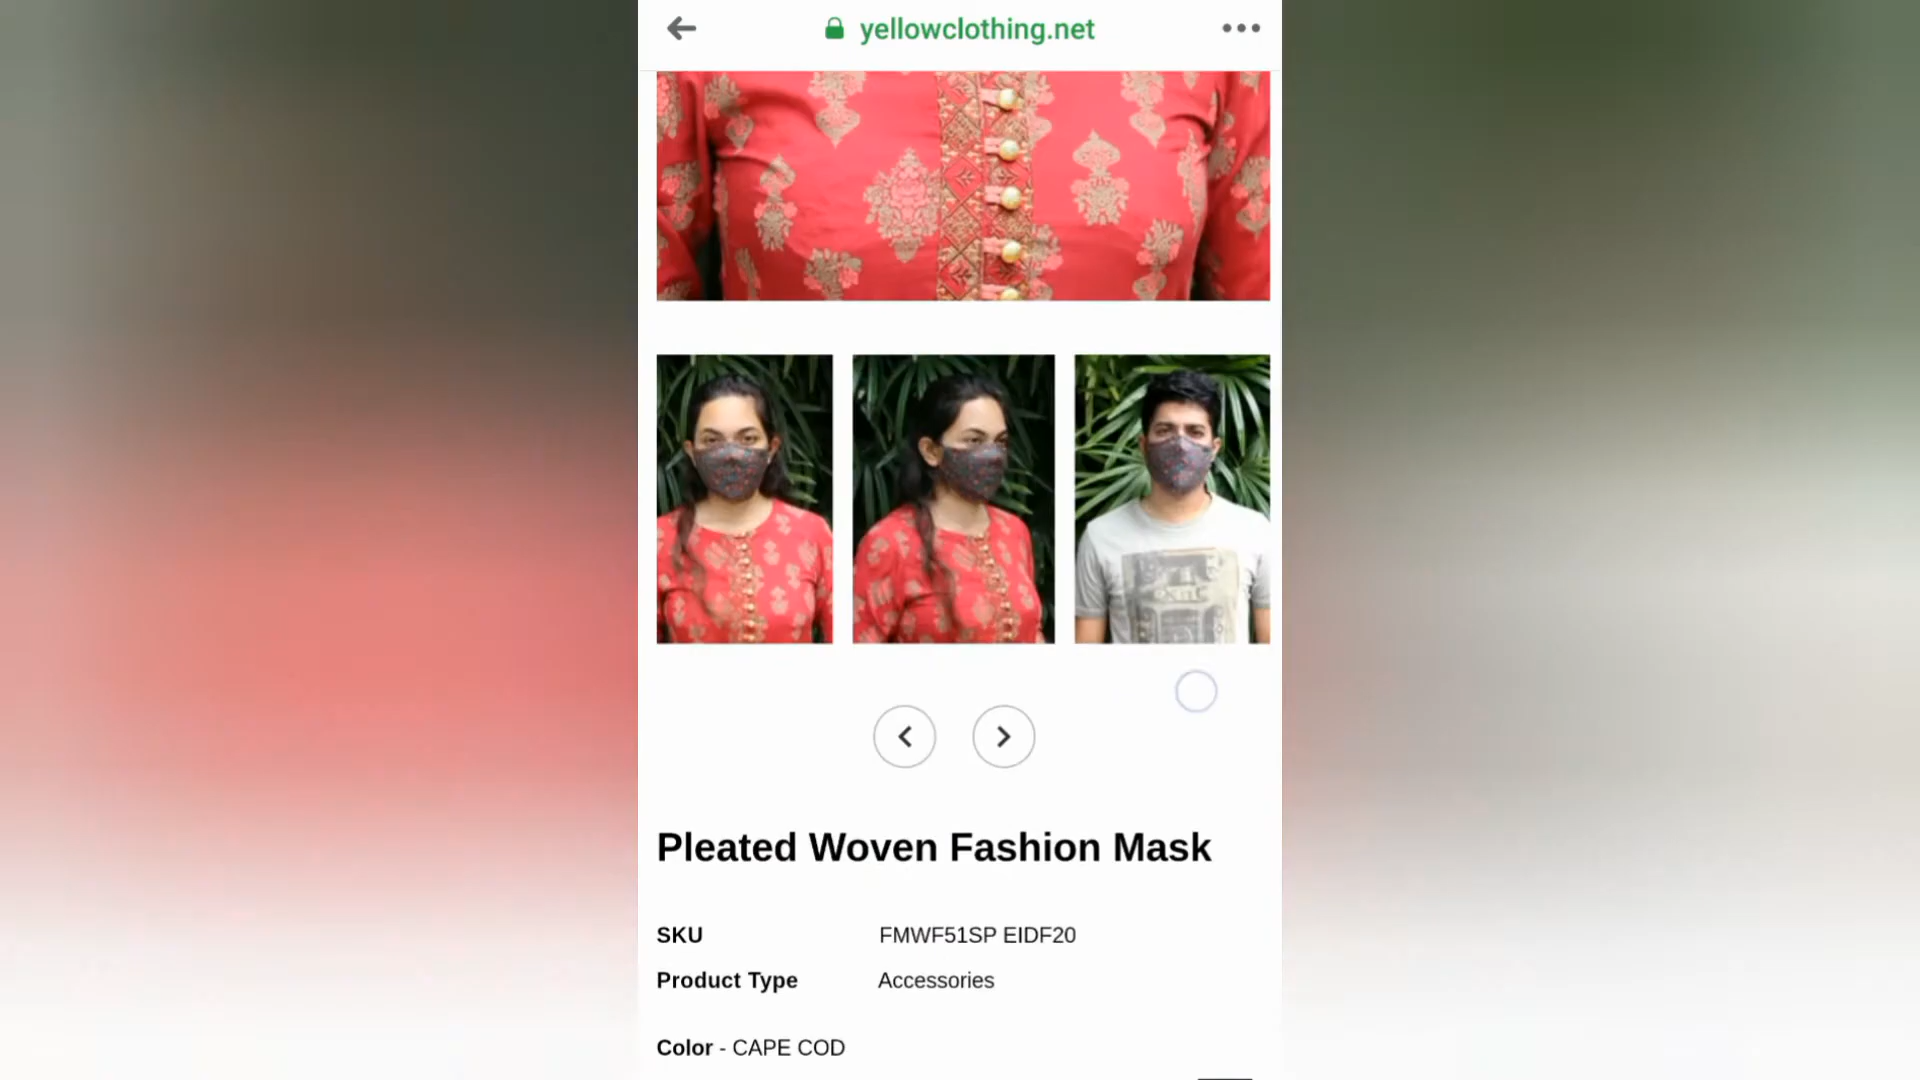 yellowclothing.net
Pleated Woven Fashion Mask
SKU FMWF51SP EIDF20
Product Type Accessories
Color - CAPE COD